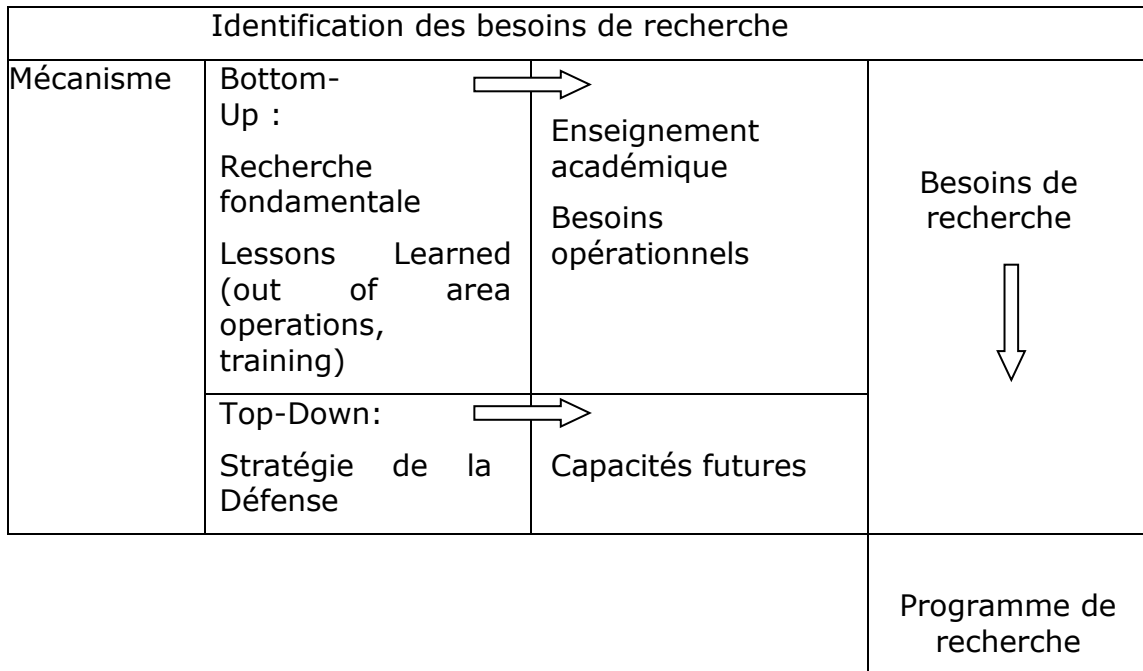 Identification des besoins de recherche
Mécanisme
Bottom-
Up :
Recherche
fondamentale
Lessons Learned
(out of area
operations,
training)
Enseignement
académique
Besoins
opérationnels
Besoins de
recherche
Top-Down:
Stratégie de la
Défense
Capacités futures
Programme de
recherche